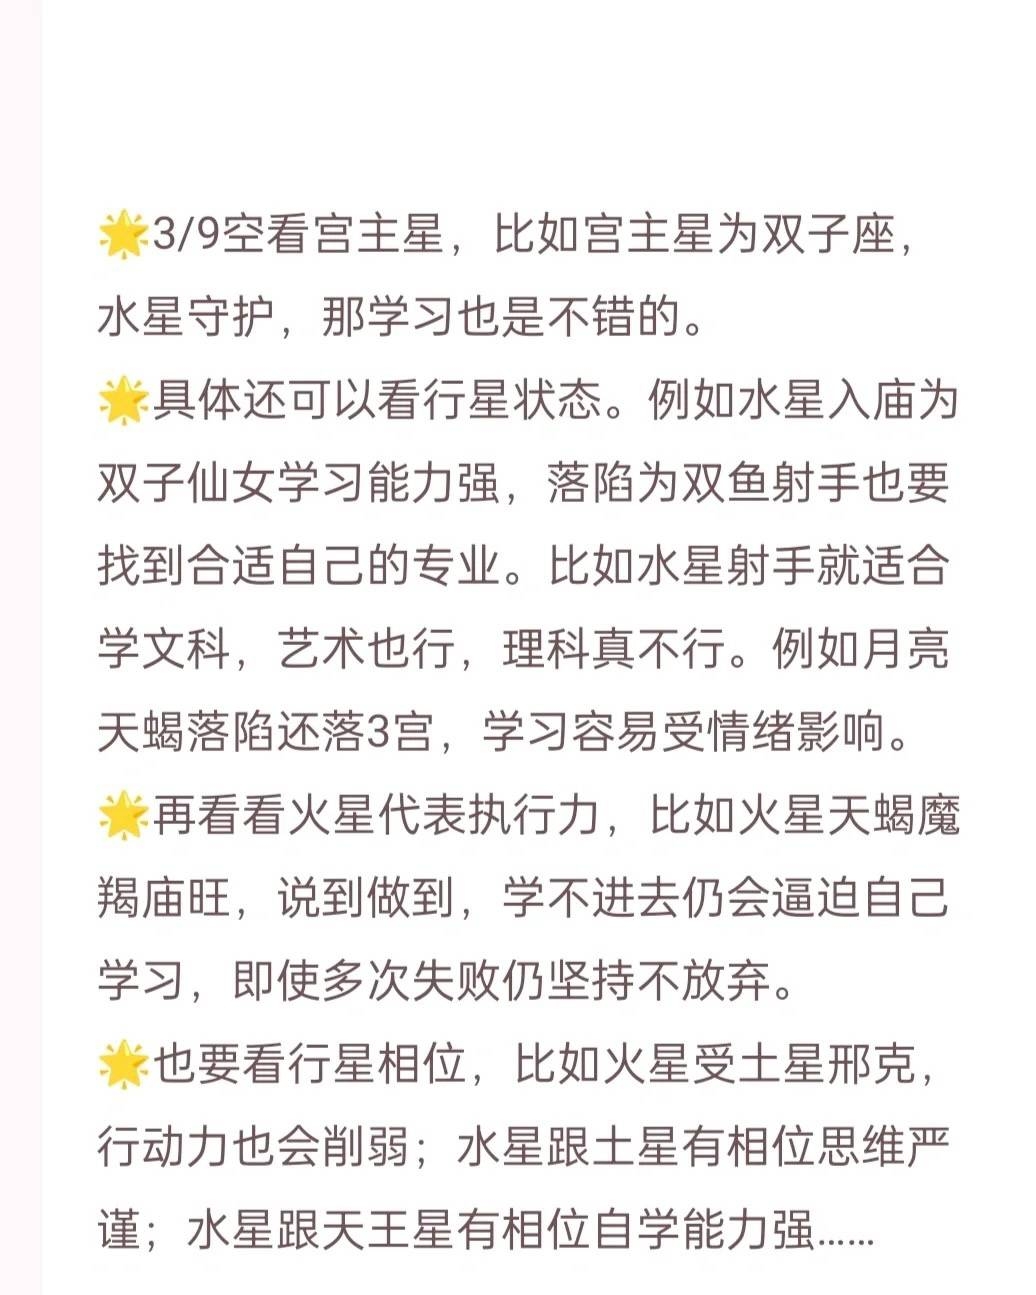 🌟3/9空看宫主星，比如宫主星为双子座，
水星守护，那学习也是不错的。
🌟具体还可以看行星状态。例如水星入庙为
双子仙女学习能力强，落陷为双鱼射手也要
找到合适自己的专业。比如水星射手就适合
学文科，艺术也行，理科真不行。例如月亮
天蝎落陷还落3宫，学习容易受情绪影响。
🌟再看看火星代表执行力，比如火星天蝎魔
羯庙旺，说到做到，学不进去仍会逼迫自己
学习，即使多次失败仍坚持不放弃。
🌟也要看行星相位，比如火星受土星邢克，
行动力也会削弱；水星跟土星有相位思维严
谨；水星跟天王星有相位自学能力强……